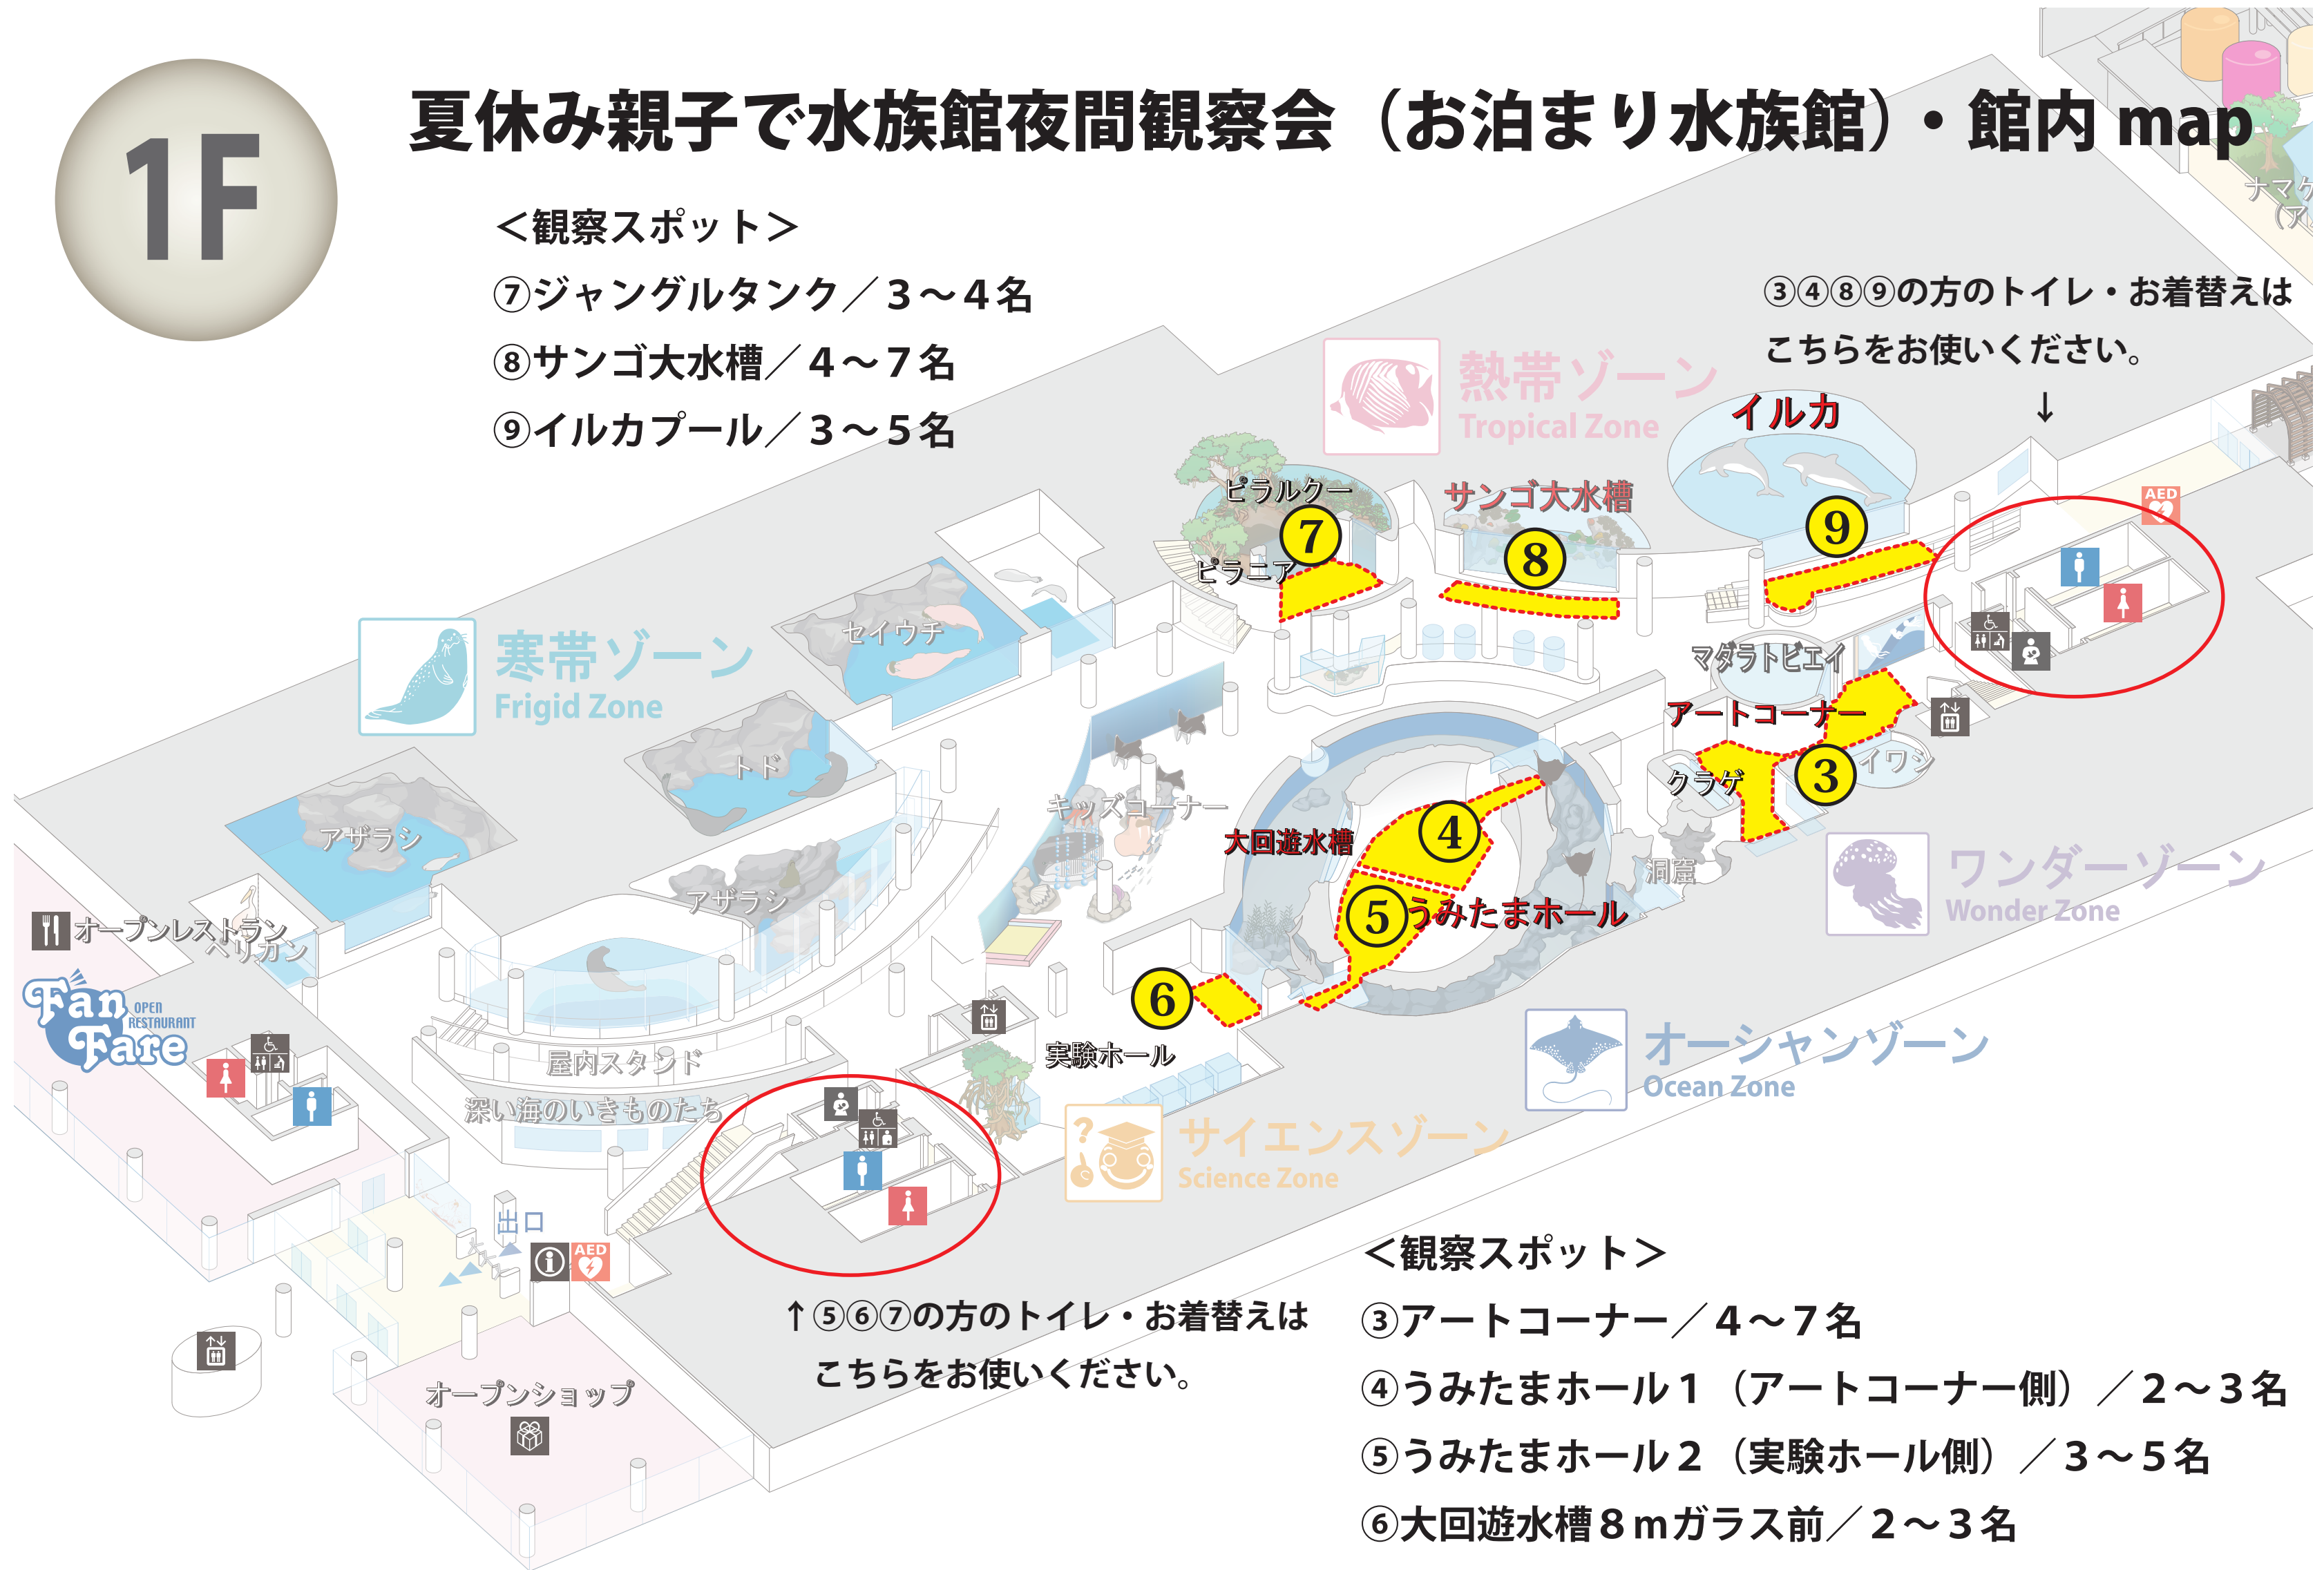 1F
夏休み親子で水族館夜間観察会（お泊まり水族館）・館内 map
＜観察スポット＞
⑦ジャングルタンク／３～４名
⑧サンゴ大水槽／４～７名
⑨イルカプール／３～５名
③④⑧⑨の方のトイレ・お着替えは
こちらをお使いください。
↓
ナマケ
（ア
熱帯ゾーン
Tropical Zone
イルカ
ピラルクー
サンゴ大水槽
7
8
9
ピラニア
AED
寒帯ゾーン
Frigid Zone
セイウチ
マダラトビエイ
アートコーナー
トド
イワシ
3
クラゲ
キッズコーナー
アザラシ
大回遊水槽
4
洞窟
ワンダーゾーン
Wonder Zone
アザラシ
5
うみたまホール
オープンレストラン
ペリカン
Fan Fare
OPEN
RESTAURANT
6
実験ホール
オーシャンゾーン
Ocean Zone
屋内スタンド
深い海のいきものたち
?
サイエンスゾーン
Science Zone
出口
i
AED
↑⑤⑥⑦の方のトイレ・お着替えは
こちらをお使いください。
オープンショップ
＜観察スポット＞
③アートコーナー／４～７名
④うみたまホール１（アートコーナー側）／２～３名
⑤うみたまホール２（実験ホール側）／３～５名
⑥大回遊水槽８ｍガラス前／２～３名